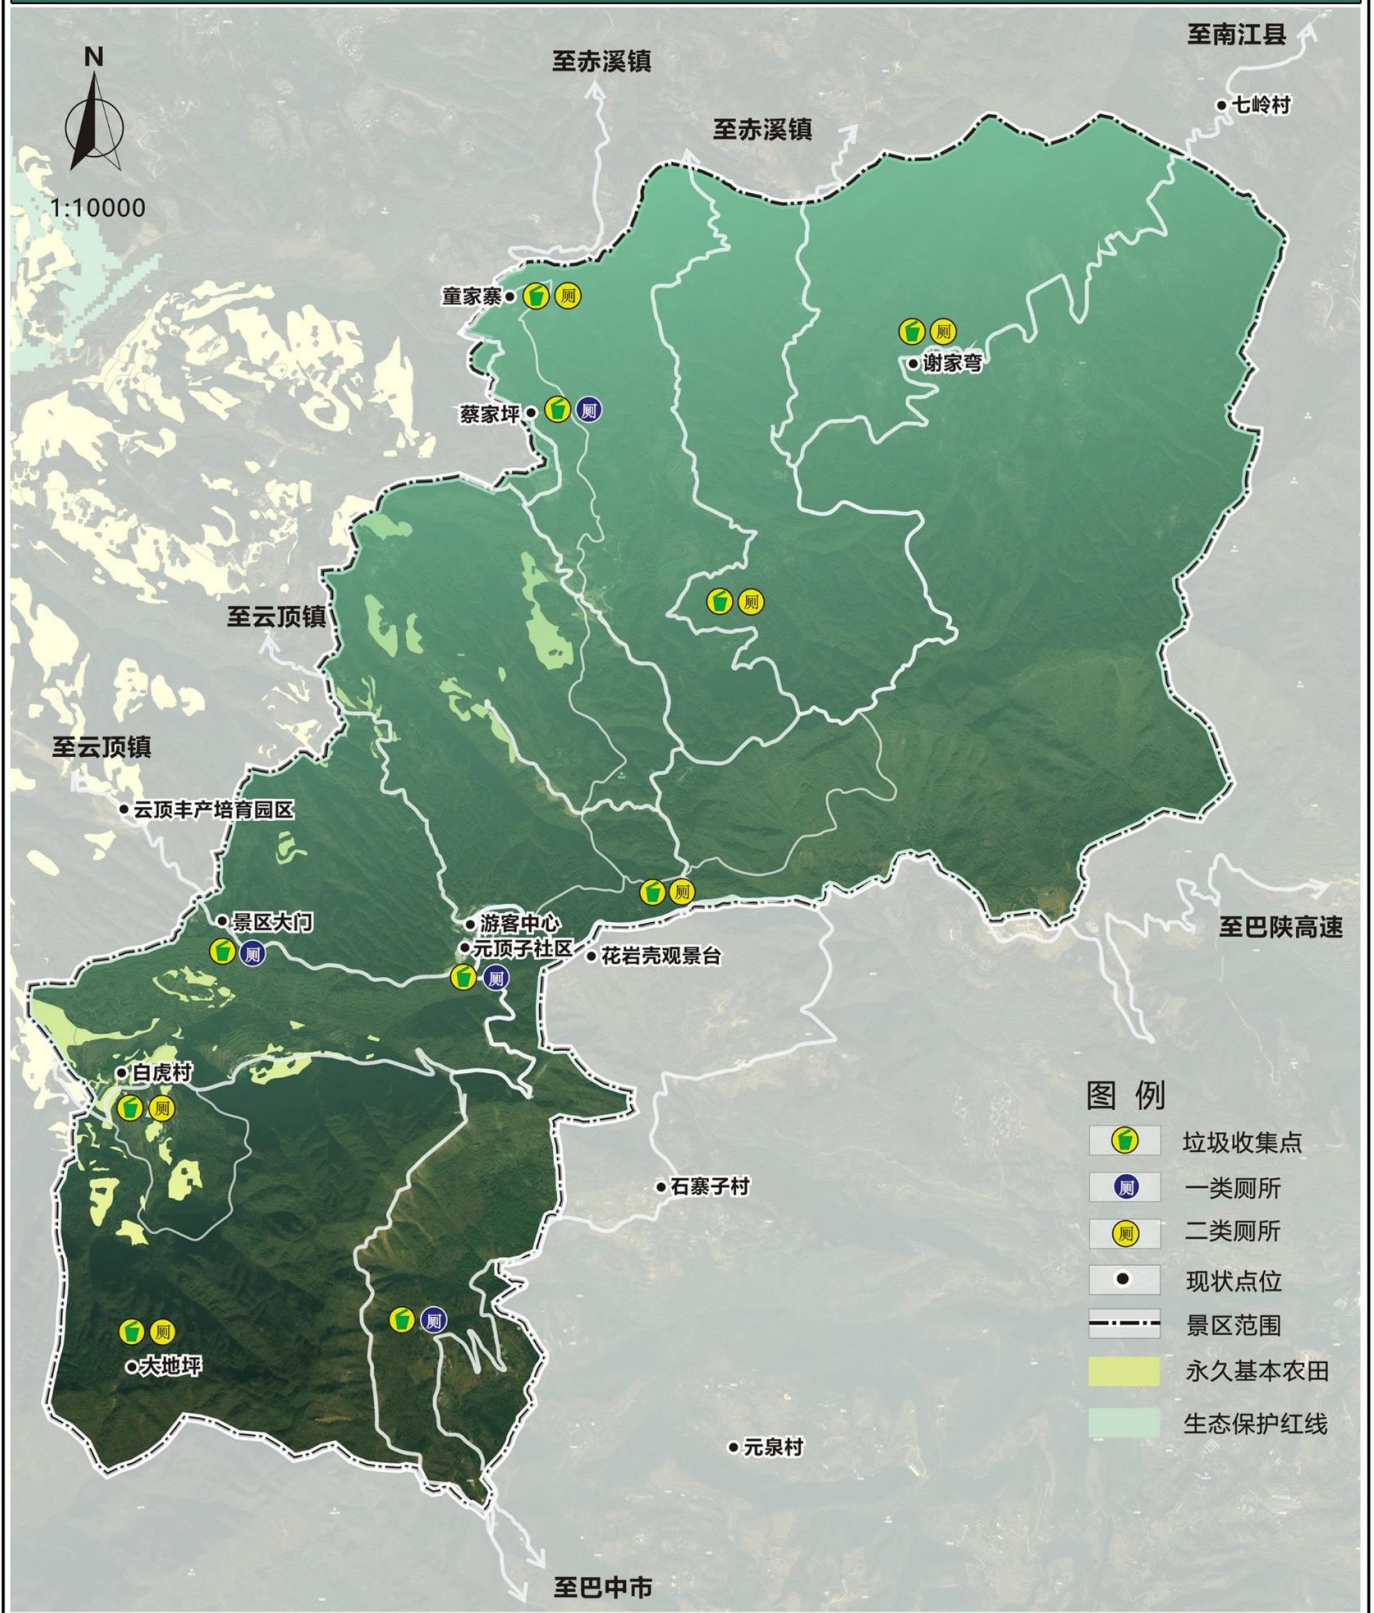 至南江县
N
至赤溪镇
七岭村
至赤溪镇
1:10000
童家寨
厕
厕
谢家弯
蔡家坪
厕
厕
至云顶镇
至云顶镇
云顶丰产培育园区
厕
景区大门
游客中心
至巴陕高速
厕
元顶子社区
花岩壳观景台
厕
白虎村
图 例
厕
垃圾收集点
石寨子村
厕
一类厕所
厕
二类厕所
现状点位
厕
景区范围
厕
大地坪
永久基本农田
生态保护红线
元泉村
至巴中市